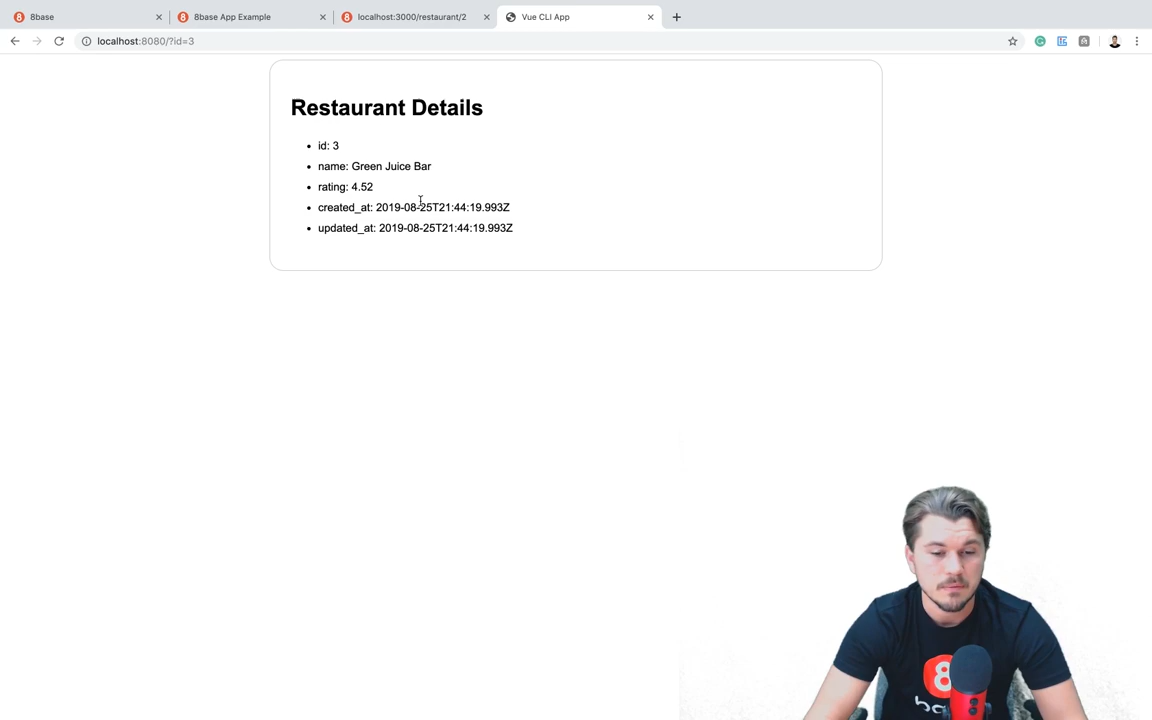 8base
8base App Example
localhost:3000/restaurant/2
Vue CLI App
localhost:8080/?id=3
Restaurant Details
• id: 3
• name: Green Juice Bar
• rating: 4.52
• created_at: 2019-08-25T21:44:19.993Z
• updated_at: 2019-08-25T21:44:19.993Z
8